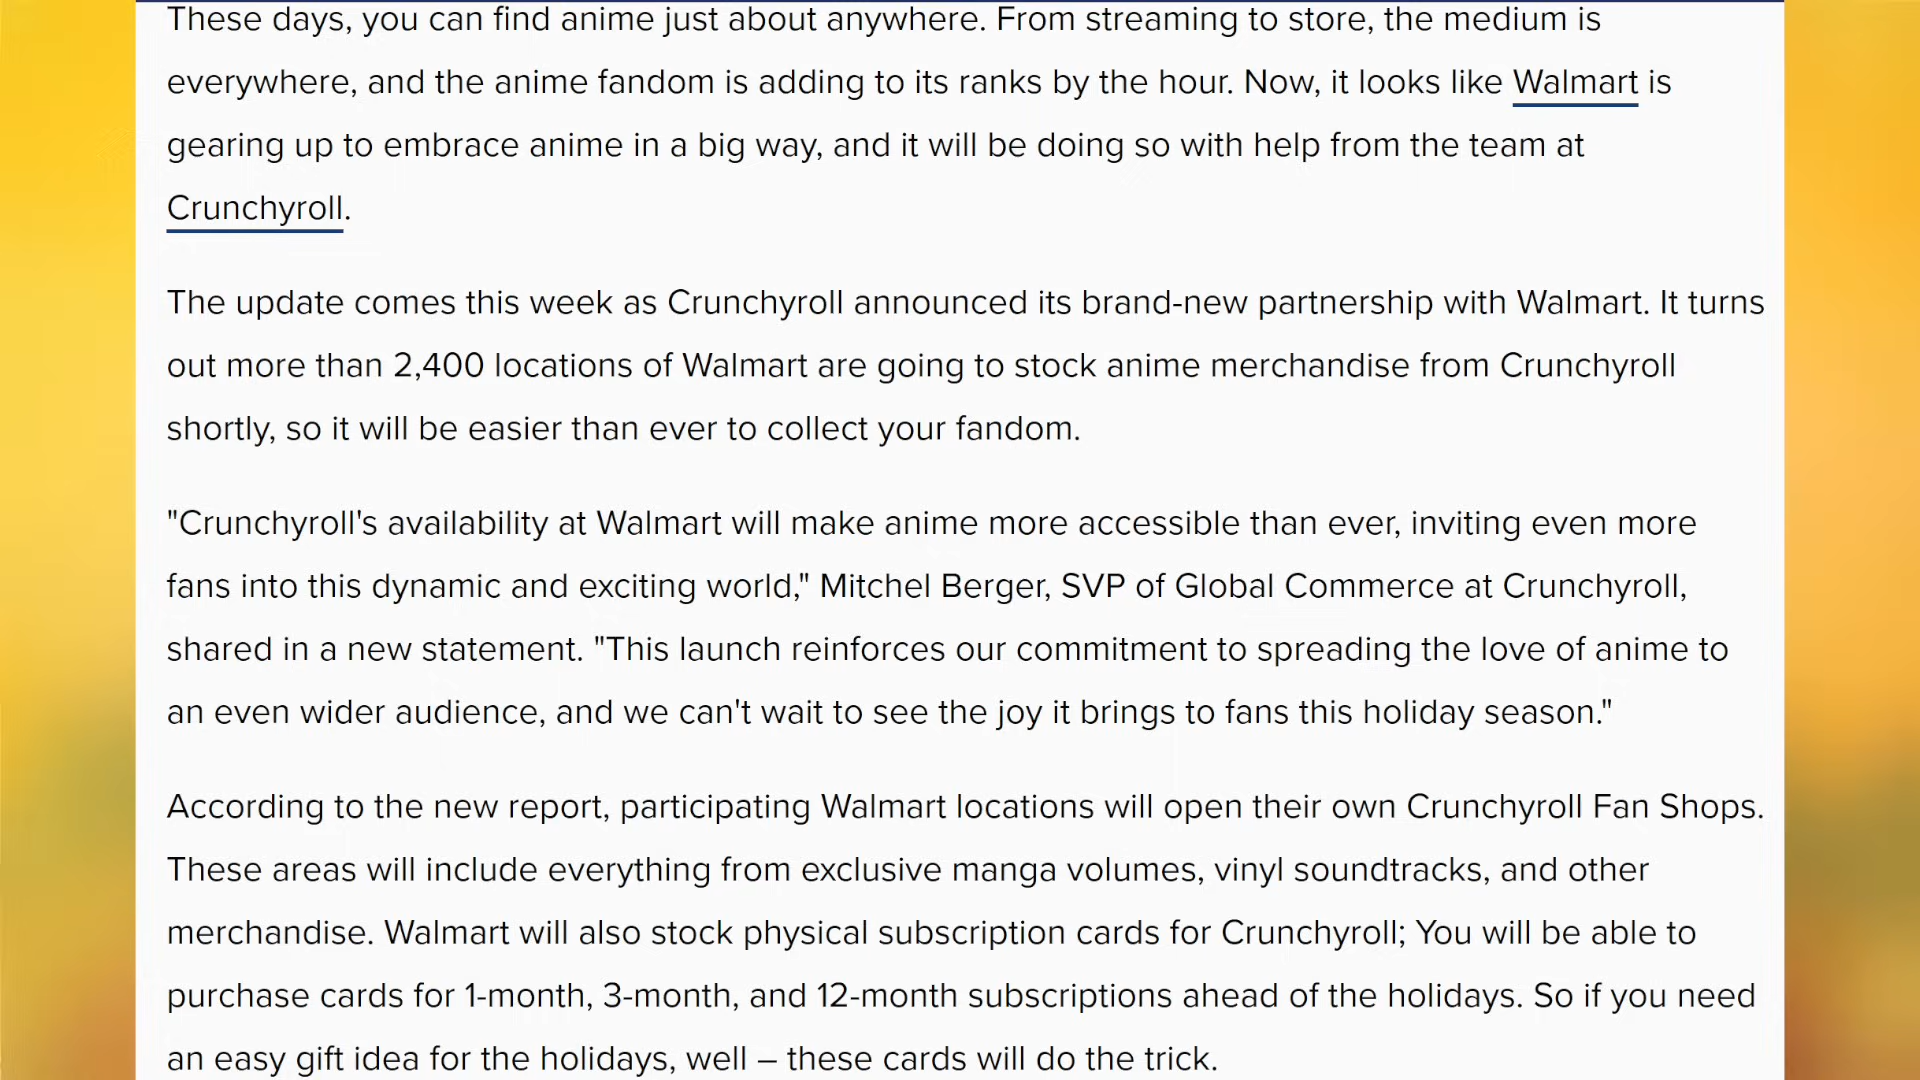 These days, you can find anime just about anywhere. From streaming to store, the medium is
everywhere, and the anime fandom is adding to its ranks by the hour. Now, it looks like Walmart is
gearing up to embrace anime in a big way, and it will be doing so with help from the team at
Crunchyroll.
The update comes this week as Crunchyroll announced its brand-new partnership with Walmart. It turns
out more than 2,400 locations of Walmart are going to stock anime merchandise from Crunchyroll
shortly, so it will be easier than ever to collect your fandom.
"Crunchyroll's availability at Walmart will make anime more accessible than ever, inviting even more
fans into this dynamic and exciting world," Mitchel Berger, SVP of Global Commerce at Crunchyroll,
shared in a new statement. "This launch reinforces our commitment to spreading the love of anime to
an even wider audience, and we can't wait to see the joy it brings to fans this holiday season."
According to the new report, participating Walmart locations will open their own Crunchyroll Fan Shops.
These areas will include everything from exclusive manga volumes, vinyl soundtracks, and other
merchandise. Walmart will also stock physical subscription cards for Crunchyroll; You will be able to
purchase cards for 1-month, 3-month, and 12-month subscriptions ahead of the holidays. So if you need
an easy gift idea for the holidays, well – these cards will do the trick.